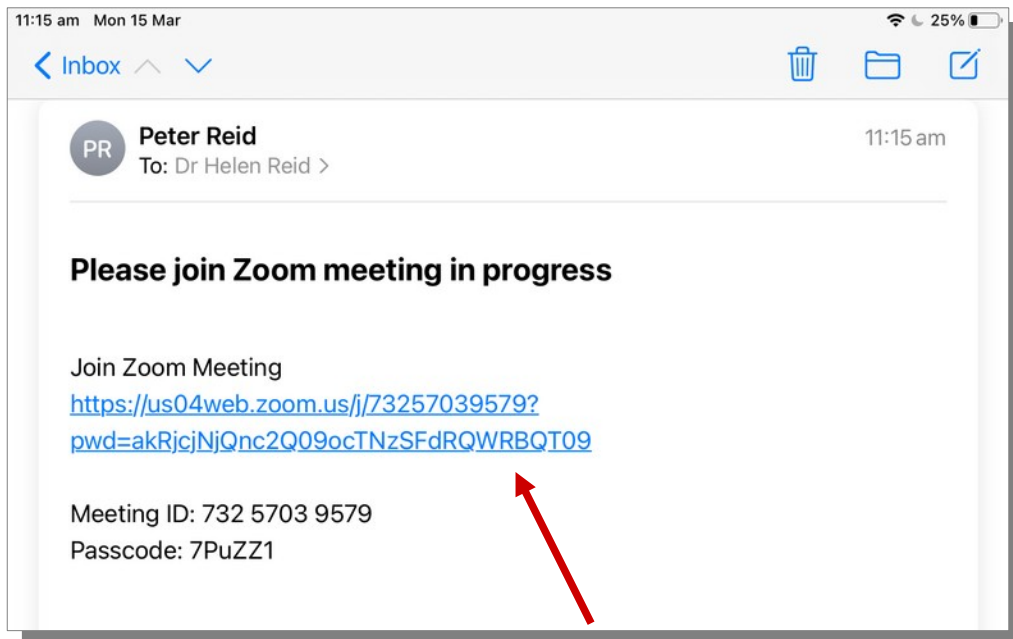 11:15 am Mon 15 Mar 25%
Inbox
PR Peter Reid 11:15 am
To: Dr Helen Reid >
Please join Zoom meeting in progress
Join Zoom Meeting
https://us04web.zoom.us/j/73257039579?
pwd=akRjcjNjQnc2Q09ocTNzSFdRQWRBQT09
Meeting ID: 732 5703 9579
Passcode: 7PuZZ1